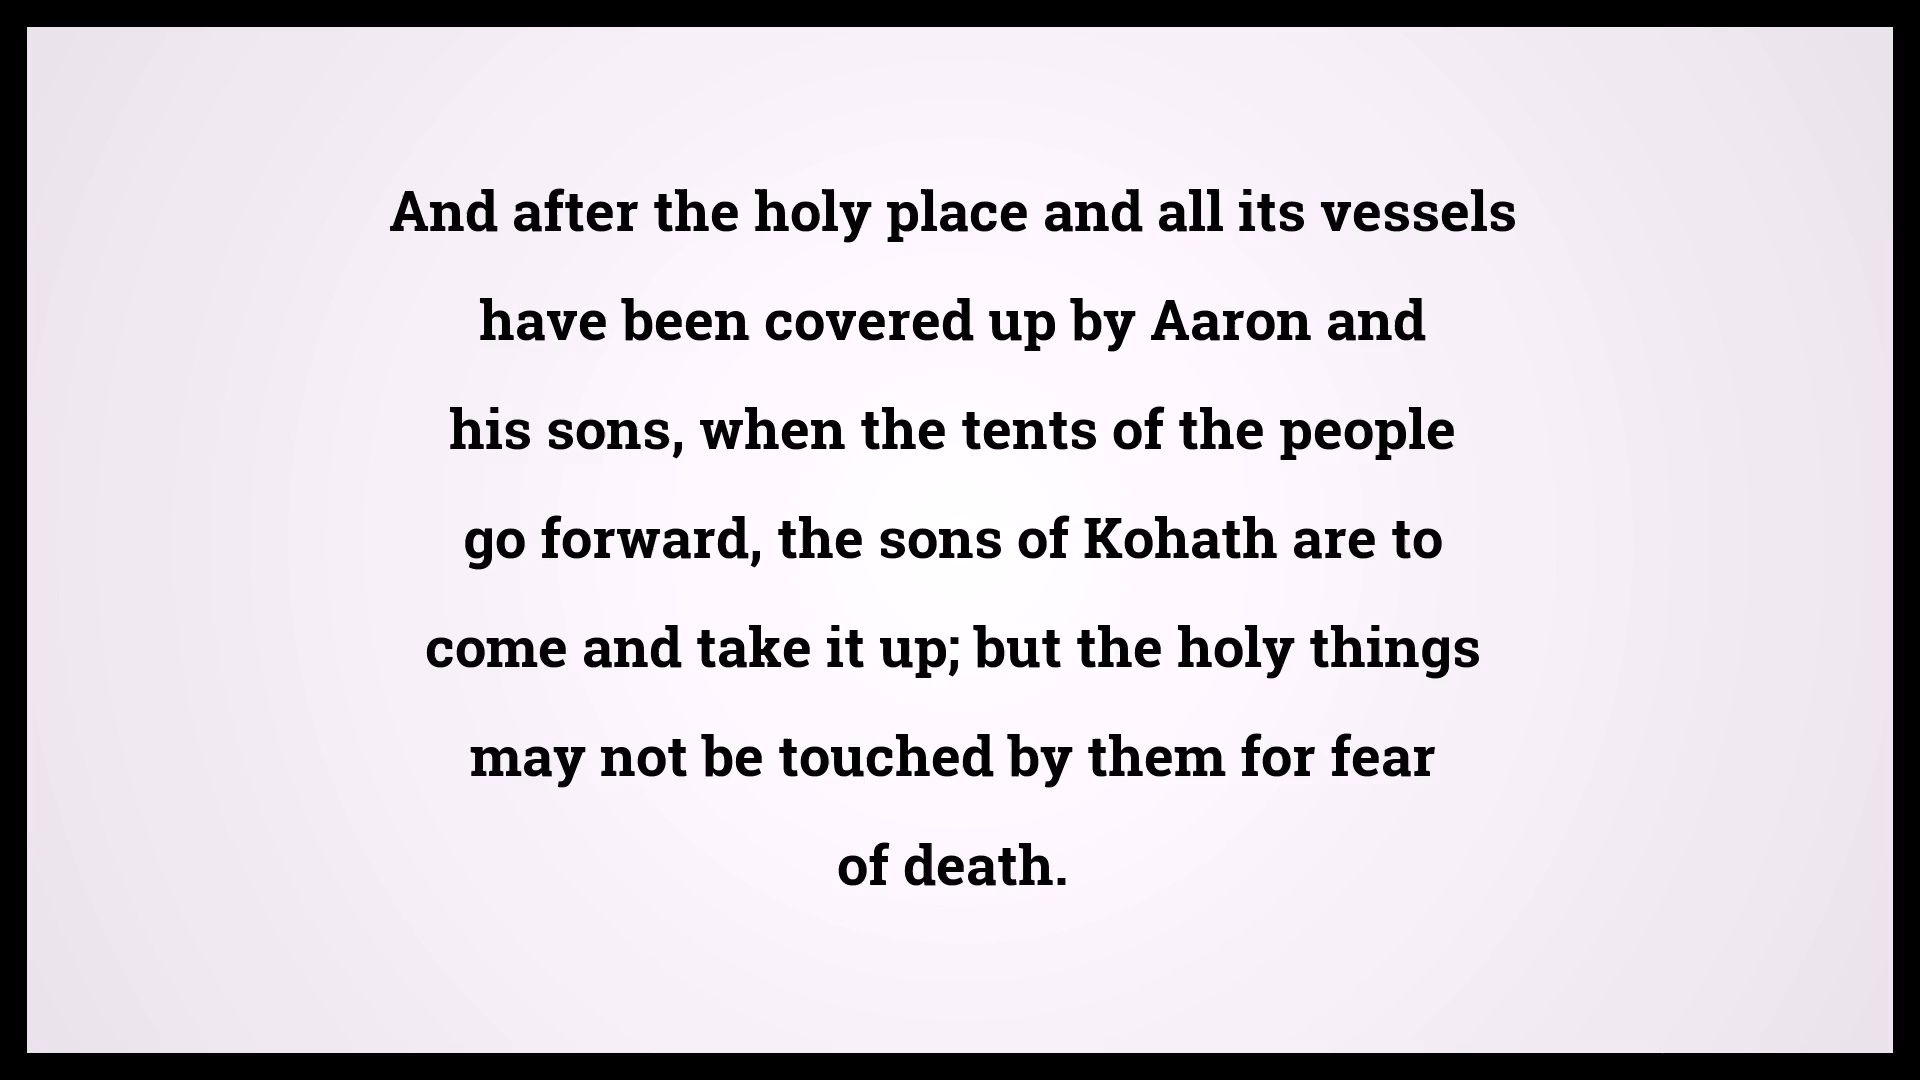 And after the holy place and all its vessels
have been covered up by Aaron and
his sons, when the tents of the people
go forward, the sons of Kohath are to
come and take it up; but the holy things
may not be touched by them for fear
of death.